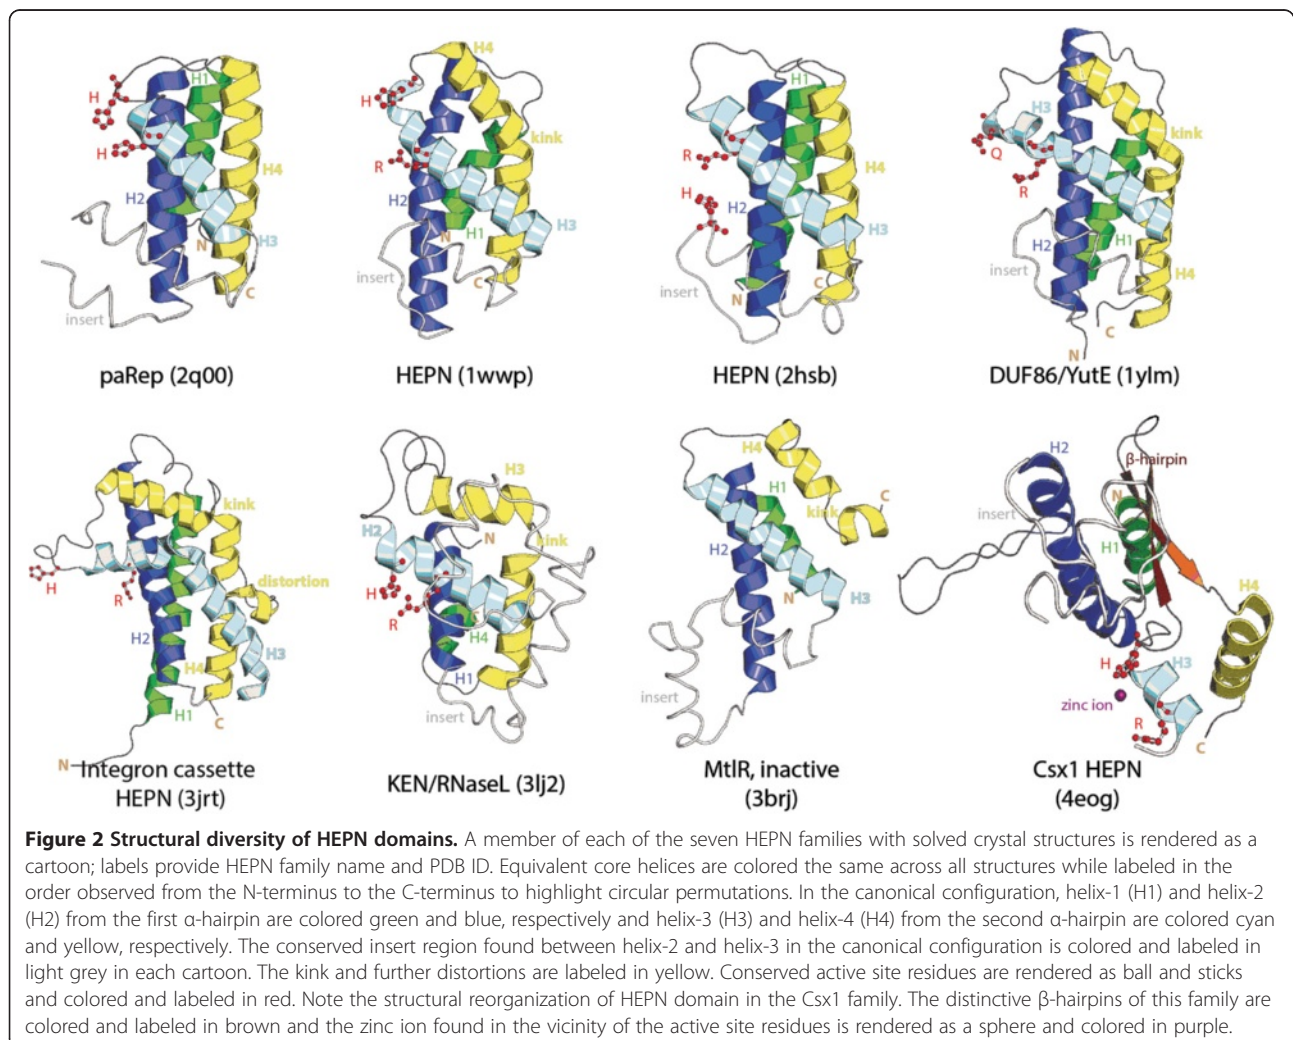 H1
H
H
H4
H2
N
H3
C
insert
paRep (2q00)
H4
H
kink
R
H2
N
H1
H3
insert
C
HEPN (1wwp)
H1
R
H4
H
H2
H3
insert
N
C
HEPN (2hsb)
H3
kink
Q
R
H2
H1
insert
H4
C
N
DUF86/YutE (1ylm)
kink
H
R
distortion
H2
H4
H3
H1
C
N
Integron cassette
HEPN (3jrt)
H3
H2
N
kink
H
R
H4
H1
insert
KEN/RNaseL (3lj2)
H4
H1
C
kink
H2
N
H3
insert
MtlR, inactive
(3brj)
H2
β-hairpin
N
insert
H1
H4
H
H3
zinc ion
R
C
Csx1 HEPN
(4eog)
Figure 2 Structural diversity of HEPN domains. A member of each of the seven HEPN families with solved crystal structures is rendered as a
cartoon; labels provide HEPN family name and PDB ID. Equivalent core helices are colored the same across all structures while labeled in the
order observed from the N-terminus to the C-terminus to highlight circular permutations. In the canonical configuration, helix-1 (H1) and helix-2
(H2) from the first α-hairpin are colored green and blue, respectively and helix-3 (H3) and helix-4 (H4) from the second α-hairpin are colored cyan
and yellow, respectively. The conserved insert region found between helix-2 and helix-3 in the canonical configuration is colored and labeled in
light grey in each cartoon. The kink and further distortions are labeled in yellow. Conserved active site residues are rendered as ball and sticks
and colored and labeled in red. Note the structural reorganization of HEPN domain in the Csx1 family. The distinctive β-hairpins of this family are
colored and labeled in brown and the zinc ion found in the vicinity of the active site residues is rendered as a sphere and colored in purple.